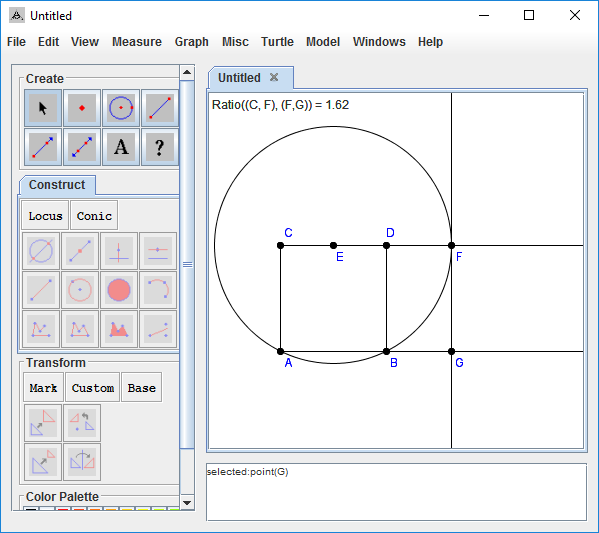 Untitled
File Edit View Measure Graph Misc Turtle Model Windows Help
Create
A ?
Construct
Locus Conic
Transform
Mark Custom Base
Color Palette
Untitled
Ratio((C, F), (F,G)) = 1.62
C D
E F
A B G
selected:point(G)